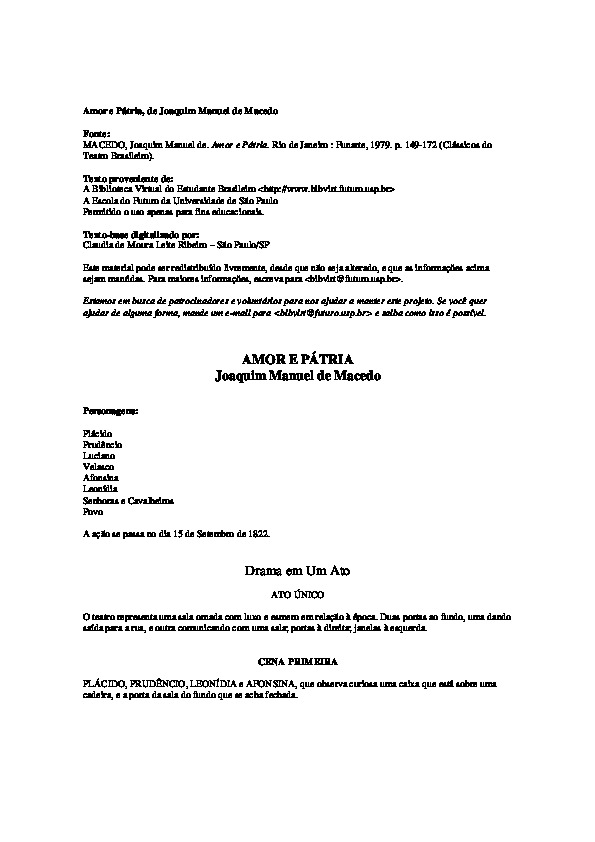 Amor e Pátria, de Joaquim Manuel de Macedo
Fonte:
MACEDO, Joaquim Manuel de. Amor e Pátria. Rio de Janeiro : Funarte, 1979. p. 149-172 (Clássicos do
Teatro Brasileiro).
Texto proveniente de:
A Biblioteca Virtual do Estudante Brasileiro <http://www.bibvirt.futuro.usp.br>
A Escola do Futuro da Universidade de São Paulo
Permitido o uso apenas para fins educacionais.
Texto-base digitalizado por:
Claudia de Moura Leite Ribeiro – São Paulo/SP
Este material pode ser redistribuído livremente, desde que não seja alterado, e que as informações acima
sejam mantidas. Para maiores informações, escreva para <bibvirt@futuro.usp.br>.
Estamos em busca de patrocinadores e voluntários para nos ajudar a manter este projeto. Se você quer
ajudar de alguma forma, mande um e-mail para <bibvirt@futuro.usp.br> e saiba como isso é possível.
AMOR E PÁTRIA
Joaquim Manuel de Macedo
Personagens:
Plácido
Prudêncio
Luciano
Velasco
Afonsina
Leonídia
Senhoras e Cavalheiros
Povo
A ação se passa no dia 15 de Setembro de 1822.
Drama em Um Ato
ATO ÚNICO
O teatro representa uma sala ornada com luxo e esmero em relação à época. Duas portas ao fundo, uma dando
saída para a rua, e outra comunicando com uma sala; portas à direita; janelas à esquerda.
CENA PRIMEIRA
PLÁCIDO, PRUDÊNCIO, LEONÍDIA e AFONSINA, que observa curiosa uma caixa que está sobre uma
cadeira, e a porta da sala do fundo que se acha fechada.